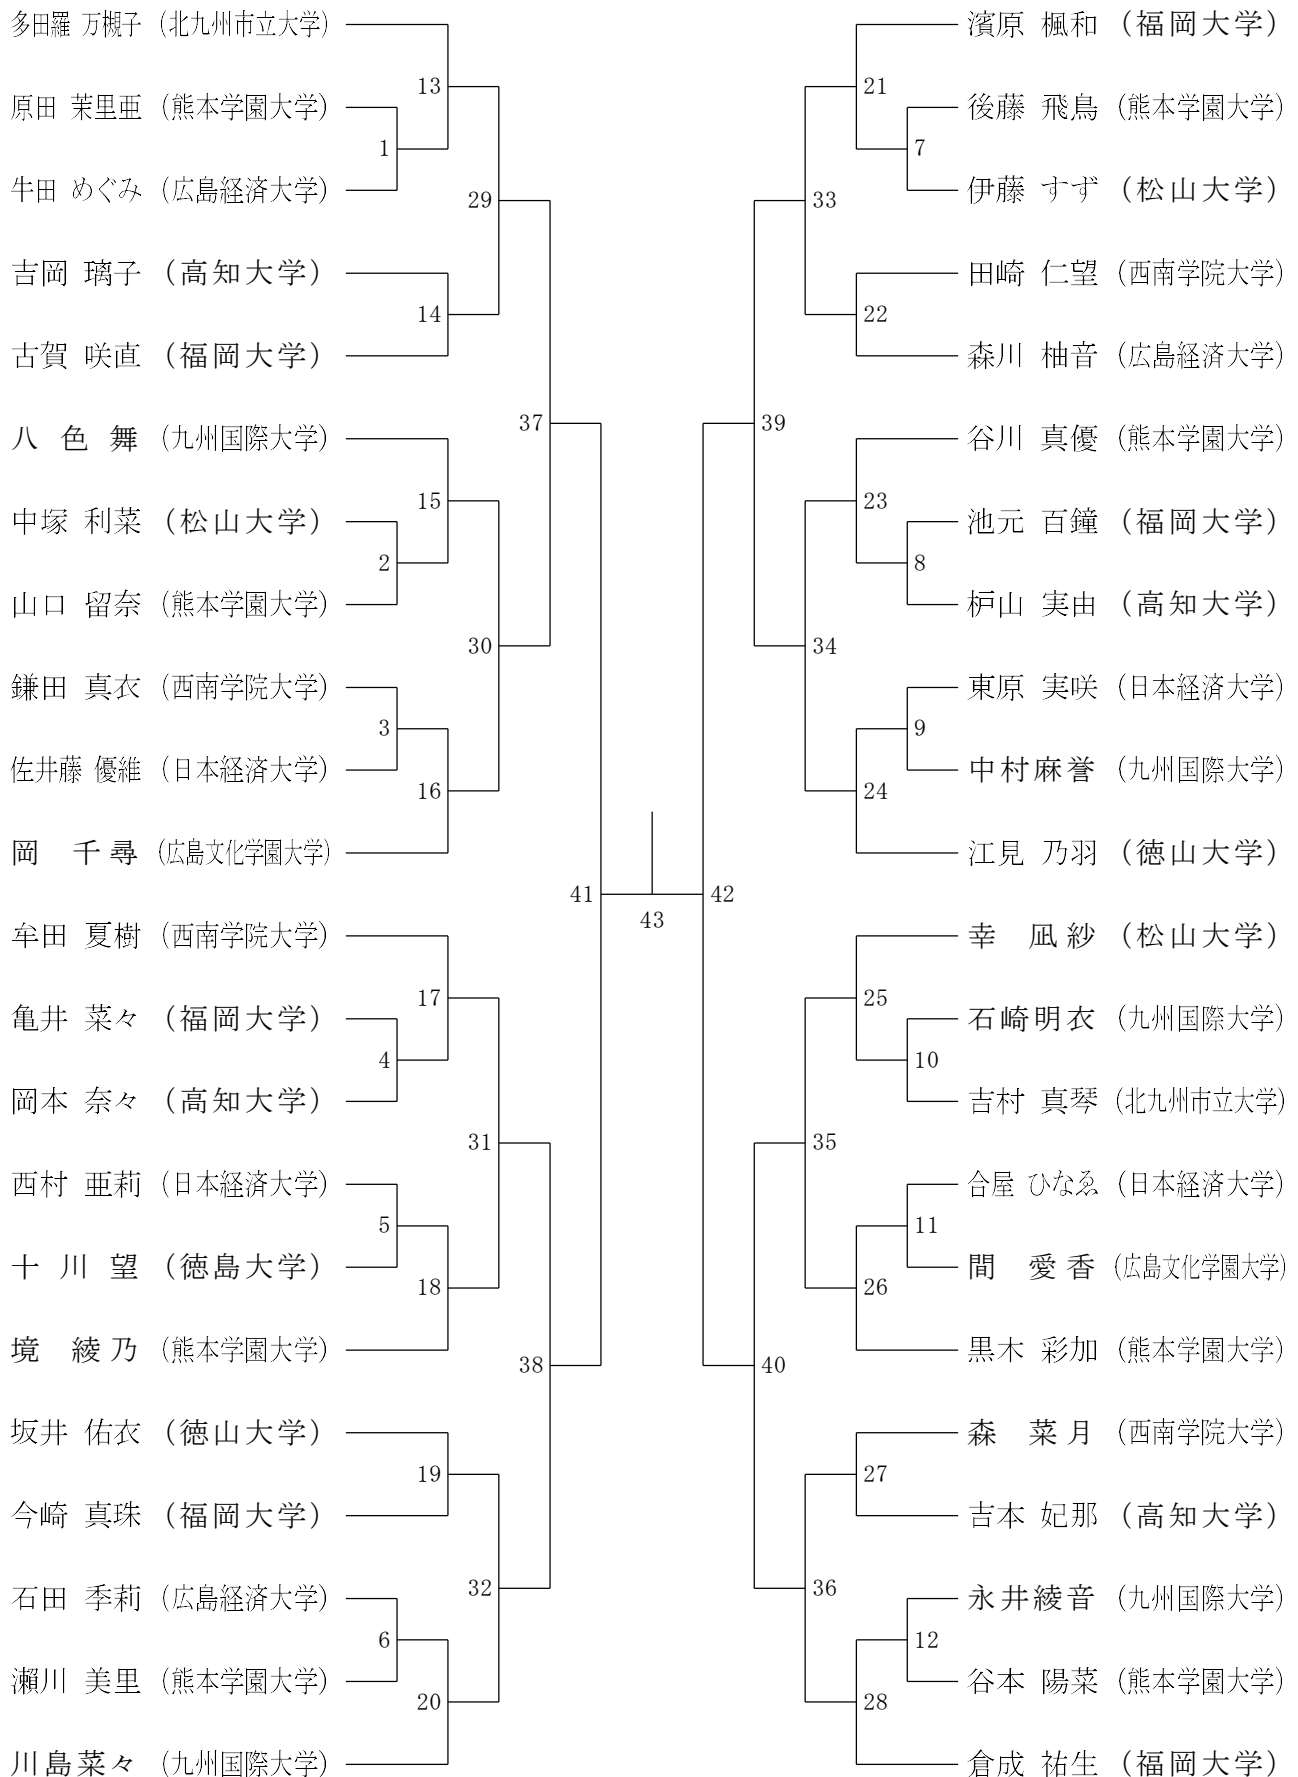 多田羅 万槻子 (北九州市立大学)
13
原田 茉里亜 (熊本学園大学)
1
牛田 めぐみ (広島経済大学)
29
吉岡 璃子 (高知大学)
14
古賀 咲直 (福岡大学)
37
八 色 舞 (九州国際大学)
15
中塚 利菜 (松山大学)
2
山口 留奈 (熊本学園大学)
30
鎌田 真衣 (西南学院大学)
3
佐井藤 優維 (日本経済大学)
16
岡 千尋 (広島文化学園大学)
41
牟田 夏樹 (西南学院大学)
17
亀井 菜々 (福岡大学)
4
岡本 奈々 (高知大学)
31
西村 亜莉 (日本経済大学)
5
十 川 望 (徳島大学)
18
境 綾乃 (熊本学園大学)
38
坂井 佑衣 (徳山大学)
19
今崎 真珠 (福岡大学)
32
石田 季莉 (広島経済大学)
6
瀬川 美里 (熊本学園大学)
20
川島菜々 (九州国際大学)
43
濱原 楓和 (福岡大学)
21
後藤 飛鳥 (熊本学園大学)
7
伊藤 すず (松山大学)
33
田崎 仁望 (西南学院大学)
22
森川 柚音 (広島経済大学)
39
谷川 真優 (熊本学園大学)
23
池元 百鐘 (福岡大学)
8
枦山 実由 (高知大学)
34
東原 実咲 (日本経済大学)
9
中村麻誉 (九州国際大学)
24
江見 乃羽 (徳山大学)
42
幸 凪紗 (松山大学)
25
石崎明衣 (九州国際大学)
10
吉村 真琴 (北九州市立大学)
35
合屋 ひなゑ (日本経済大学)
11
間 愛香 (広島文化学園大学)
26
黒木 彩加 (熊本学園大学)
40
森 菜月 (西南学院大学)
27
吉本 妃那 (高知大学)
36
永井綾音 (九州国際大学)
12
谷本 陽菜 (熊本学園大学)
28
倉成 祐生 (福岡大学)